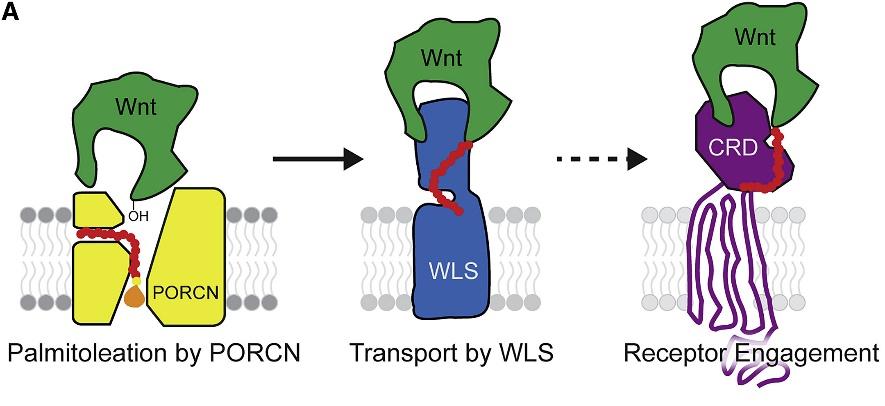 A
Wnt
Wnt
Wnt
CRD
OH
WLS
PORCN
Palmitoleation by PORCN
Transport by WLS
Receptor Engagement